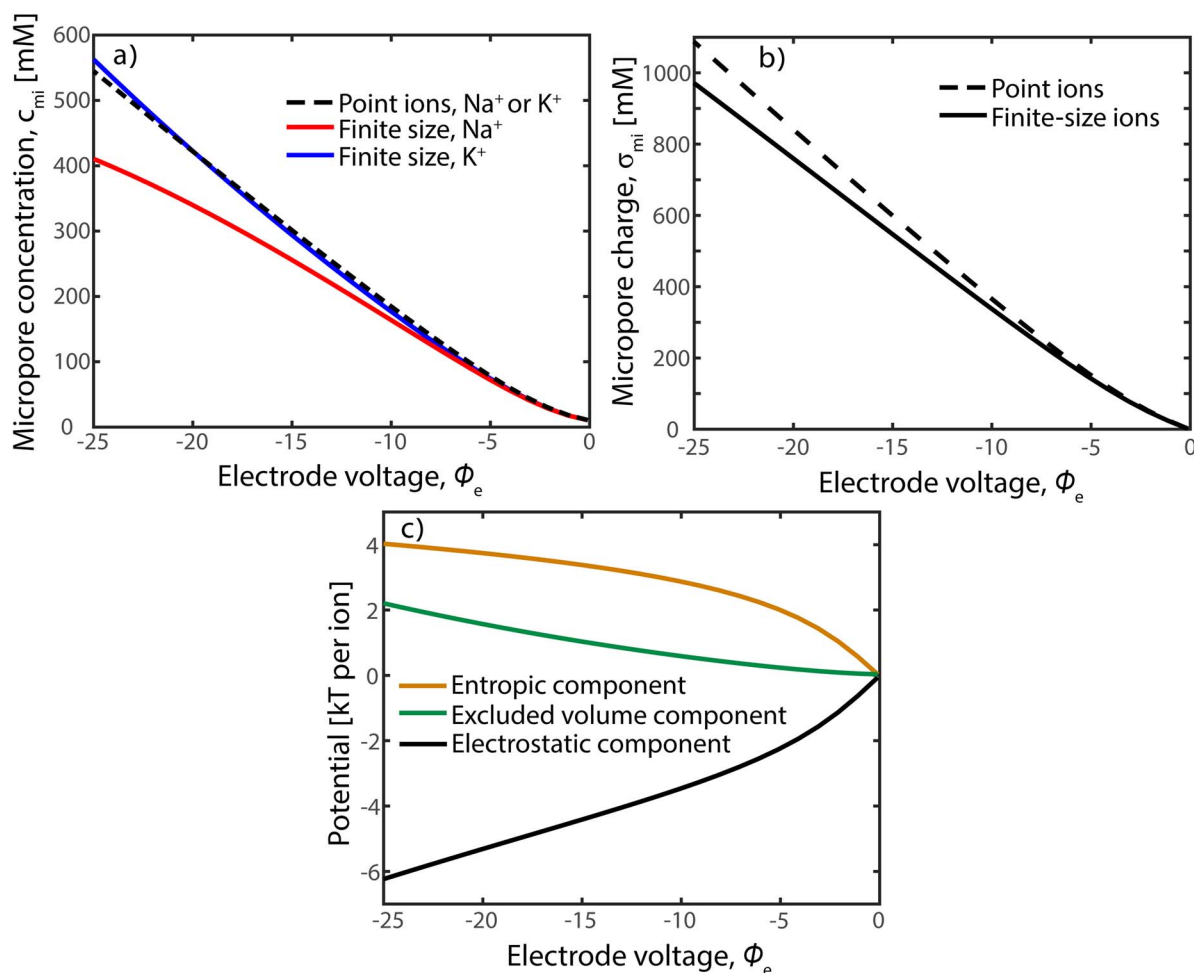 a)
Micropore concentration, c_mi [mM]
600
500
400
300
200
100
0
Point ions, Na⁺ or K⁺
Finite size, Na⁺
Finite size, K⁺
-25
-20
-15
-10
-5
0
Electrode voltage, Φ_e
b)
Micropore charge, σ_mi [mM]
1000
800
600
400
200
0
Point ions
Finite-size ions
-25
-20
-15
-10
-5
0
Electrode voltage, Φ_e
c)
Potential [kT per ion]
4
2
0
-2
-4
-6
Entropic component
Excluded volume component
Electrostatic component
-25
-20
-15
-10
-5
0
Electrode voltage, Φ_e